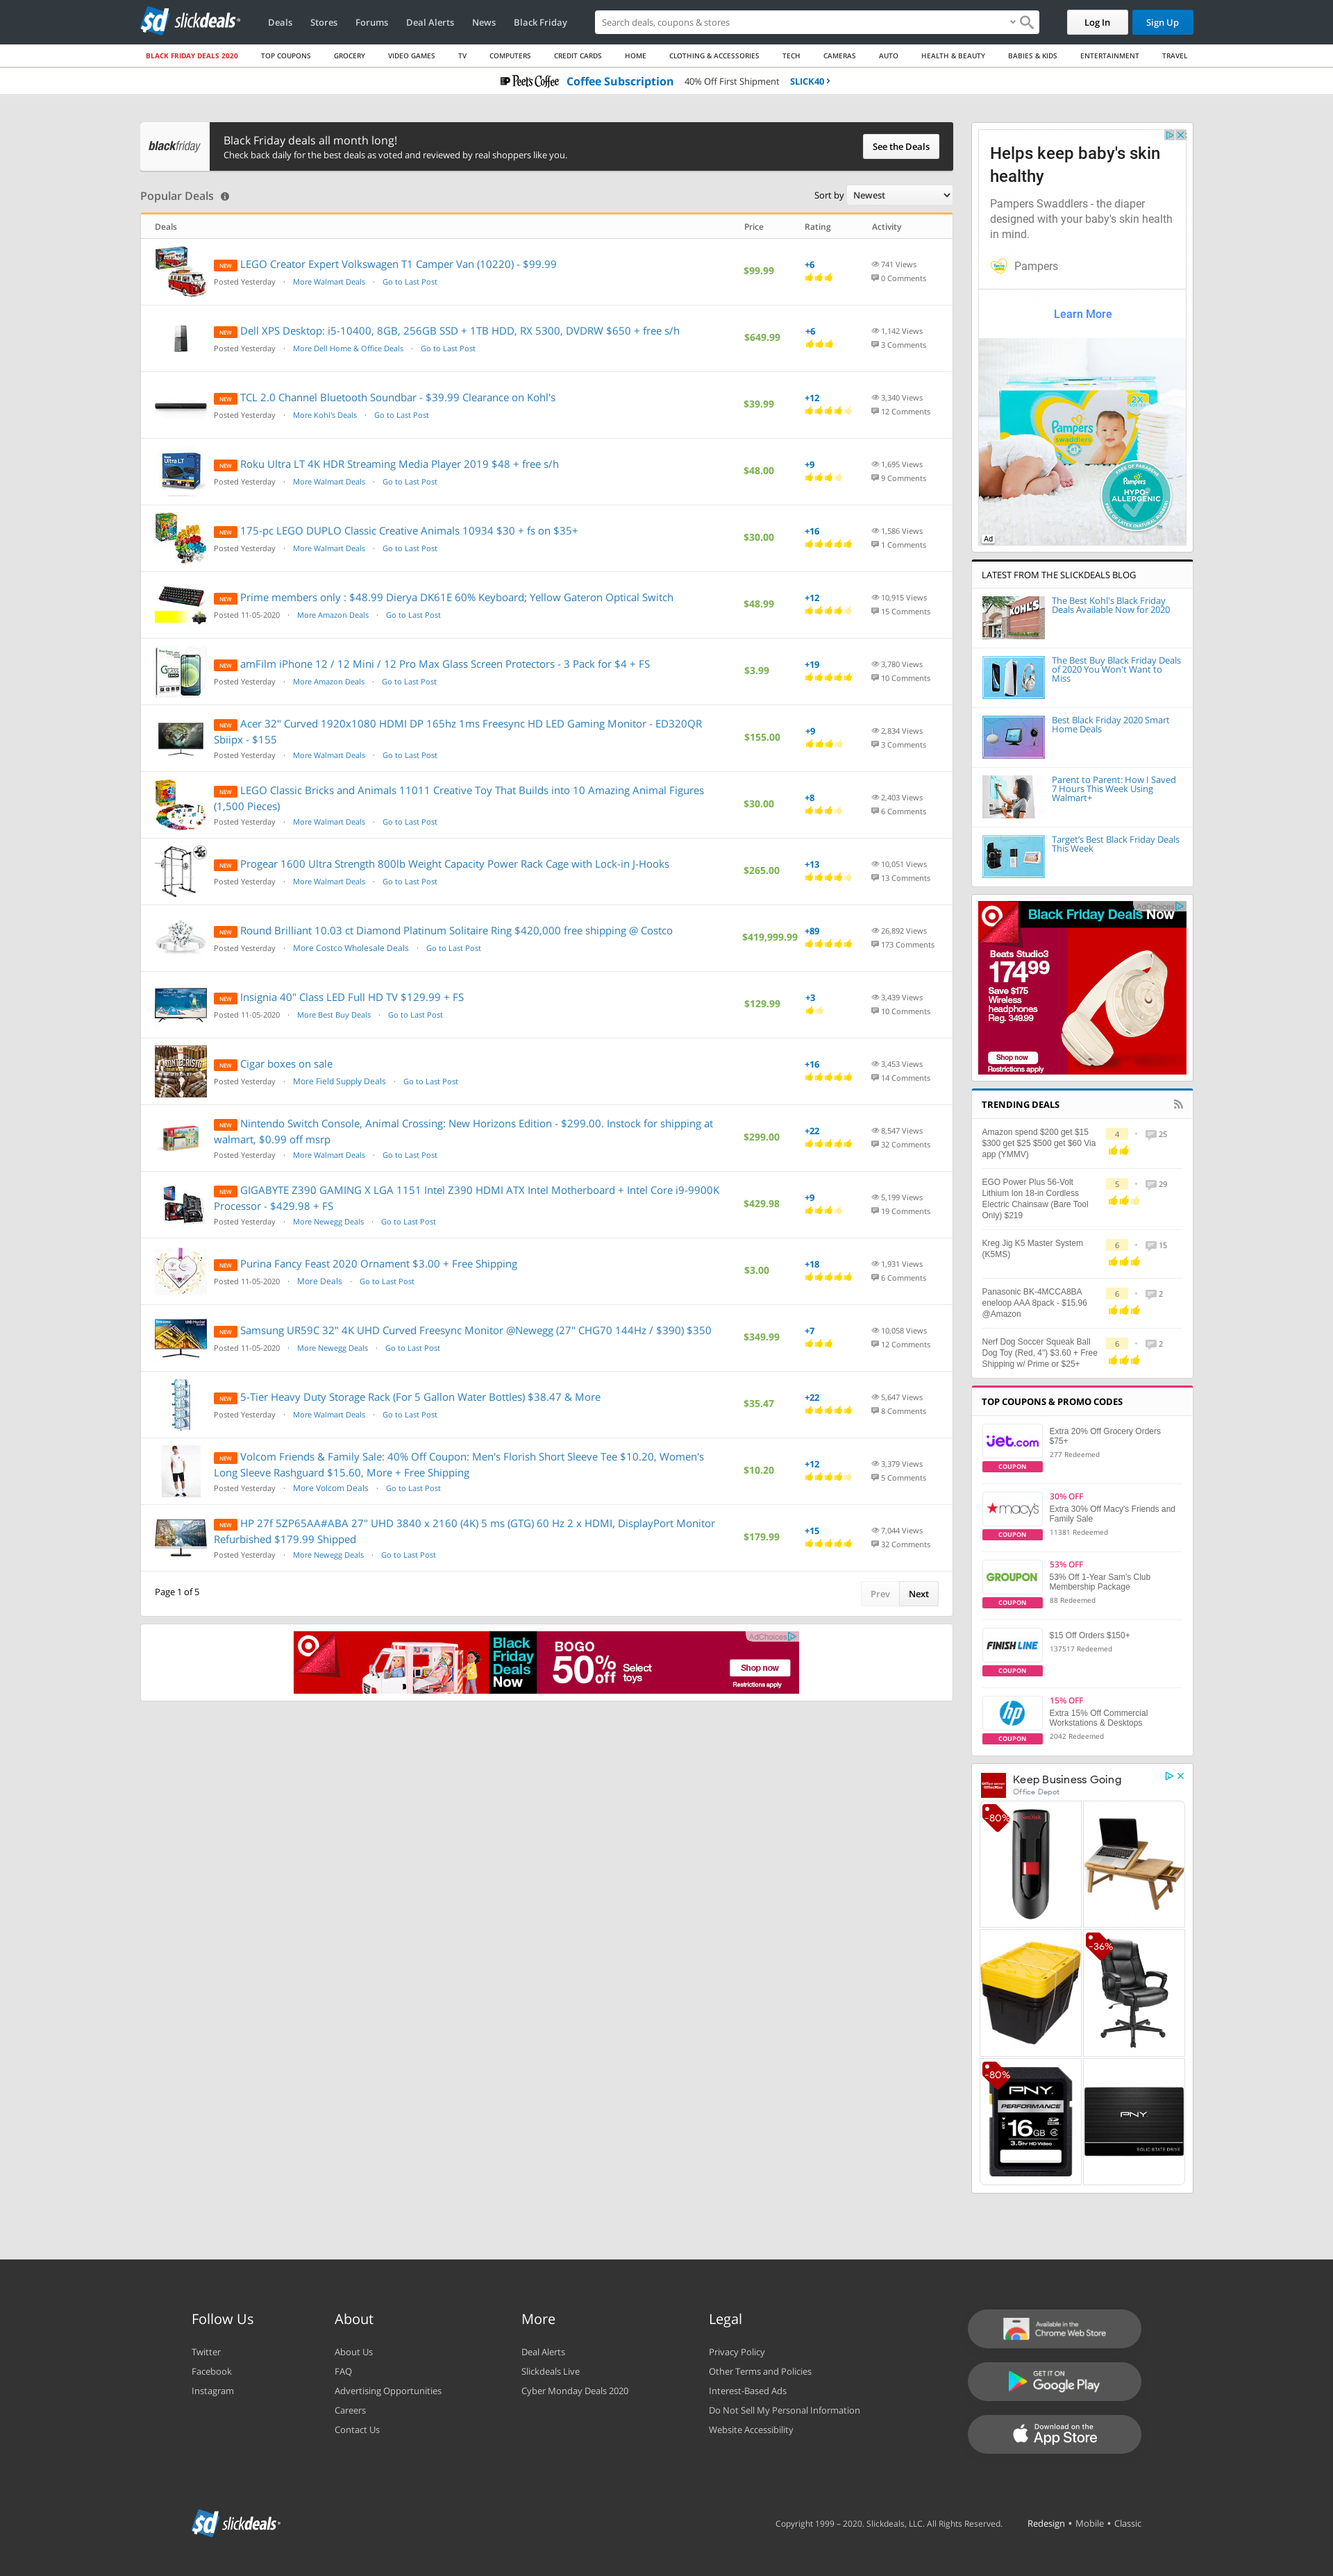 sd slickdeals
Deals Stores Forums Deal Alerts News Black Friday
Search deals, coupons & stores
Log In
Sign Up
BLACK FRIDAY DEALS 2020 TOP COUPONS GROCERY VIDEO GAMES TV COMPUTERS CREDIT CARDS HOME CLOTHING & ACCESSORIES TECH CAMERAS AUTO HEALTH & BEAUTY BABIES & KIDS ENTERTAINMENT TRAVEL
Peet's Coffee Coffee Subscription 40% Off First Shipment SLICK40 ›
blackfriday
Black Friday deals all month long!
Check back daily for the best deals as voted and reviewed by real shoppers like you.
See the Deals
Popular Deals
Sort by Newest
Deals Price Rating Activity
NEW LEGO Creator Expert Volkswagen T1 Camper Van (10220) - $99.99
Posted Yesterday · More Walmart Deals · Go to Last Post
$99.99
+6
741 Views
0 Comments
NEW Dell XPS Desktop: i5-10400, 8GB, 256GB SSD + 1TB HDD, RX 5300, DVDRW $650 + free s/h
Posted Yesterday · More Dell Home & Office Deals · Go to Last Post
$649.99
+6
1,142 Views
3 Comments
NEW TCL 2.0 Channel Bluetooth Soundbar - $39.99 Clearance on Kohl's
Posted Yesterday · More Kohl's Deals · Go to Last Post
$39.99
+12
3,340 Views
12 Comments
NEW Roku Ultra LT 4K HDR Streaming Media Player 2019 $48 + free s/h
Posted Yesterday · More Walmart Deals · Go to Last Post
$48.00
+9
1,695 Views
9 Comments
NEW 175-pc LEGO DUPLO Classic Creative Animals 10934 $30 + fs on $35+
Posted Yesterday · More Walmart Deals · Go to Last Post
$30.00
+16
1,586 Views
1 Comments
NEW Prime members only : $48.99 Dierya DK61E 60% Keyboard; Yellow Gateron Optical Switch
Posted 11-05-2020 · More Amazon Deals · Go to Last Post
$48.99
+12
10,915 Views
15 Comments
NEW amFilm iPhone 12 / 12 Mini / 12 Pro Max Glass Screen Protectors - 3 Pack for $4 + FS
Posted Yesterday · More Amazon Deals · Go to Last Post
$3.99
+19
3,780 Views
10 Comments
NEW Acer 32" Curved 1920x1080 HDMI DP 165hz 1ms Freesync HD LED Gaming Monitor - ED320QR
Sbiipx - $155
Posted Yesterday · More Walmart Deals · Go to Last Post
$155.00
+9
2,834 Views
3 Comments
NEW LEGO Classic Bricks and Animals 11011 Creative Toy That Builds into 10 Amazing Animal Figures
(1,500 Pieces)
Posted Yesterday · More Walmart Deals · Go to Last Post
$30.00
+8
2,403 Views
6 Comments
NEW Progear 1600 Ultra Strength 800lb Weight Capacity Power Rack Cage with Lock-in J-Hooks
Posted Yesterday · More Walmart Deals · Go to Last Post
$265.00
+13
10,051 Views
13 Comments
NEW Round Brilliant 10.03 ct Diamond Platinum Solitaire Ring $420,000 free shipping @ Costco
Posted Yesterday · More Costco Wholesale Deals · Go to Last Post
$419,999.99
+89
26,892 Views
173 Comments
NEW Insignia 40" Class LED Full HD TV $129.99 + FS
Posted 11-05-2020 · More Best Buy Deals · Go to Last Post
$129.99
+3
3,439 Views
10 Comments
NEW Cigar boxes on sale
Posted Yesterday · More Field Supply Deals · Go to Last Post
+16
3,453 Views
14 Comments
NEW Nintendo Switch Console, Animal Crossing: New Horizons Edition - $299.00. Instock for shipping at
walmart, $0.99 off msrp
Posted Yesterday · More Walmart Deals · Go to Last Post
$299.00
+22
8,547 Views
32 Comments
NEW GIGABYTE Z390 GAMING X LGA 1151 Intel Z390 HDMI ATX Intel Motherboard + Intel Core i9-9900K
Processor - $429.98 + FS
Posted Yesterday · More Newegg Deals · Go to Last Post
$429.98
+9
5,199 Views
19 Comments
NEW Purina Fancy Feast 2020 Ornament $3.00 + Free Shipping
Posted 11-05-2020 · More Deals · Go to Last Post
$3.00
+18
1,931 Views
6 Comments
NEW Samsung UR59C 32" 4K UHD Curved Freesync Monitor @Newegg (27" CHG70 144Hz / $390) $350
Posted 11-05-2020 · More Newegg Deals · Go to Last Post
$349.99
+7
10,058 Views
12 Comments
NEW 5-Tier Heavy Duty Storage Rack (For 5 Gallon Water Bottles) $38.47 & More
Posted Yesterday · More Walmart Deals · Go to Last Post
$35.47
+22
5,647 Views
8 Comments
NEW Volcom Friends & Family Sale: 40% Off Coupon: Men's Florish Short Sleeve Tee $10.20, Women's
Long Sleeve Rashguard $15.60, More + Free Shipping
Posted Yesterday · More Volcom Deals · Go to Last Post
$10.20
+12
3,379 Views
5 Comments
NEW HP 27f 5ZP65AA#ABA 27" UHD 3840 x 2160 (4K) 5 ms (GTG) 60 Hz 2 x HDMI, DisplayPort Monitor
Refurbished $179.99 Shipped
Posted Yesterday · More Newegg Deals · Go to Last Post
$179.99
+15
7,044 Views
32 Comments
Page 1 of 5
Prev Next
AdChoices
Black
Friday
Deals
Now
BOGO
50% off Select toys
Shop now
Restrictions apply
Helps keep baby's skin
healthy
Pampers Swaddlers - the diaper
designed with your baby's skin health
in mind.
Pampers
Learn More
Pampers
swaddlers
2X
HYPO
ALLERGENIC
Ad
LATEST FROM THE SLICKDEALS BLOG
KOHL'S
The Best Kohl's Black Friday
Deals Available Now for 2020
The Best Buy Black Friday Deals
of 2020 You Won't Want to
Miss
Best Black Friday 2020 Smart
Home Deals
Parent to Parent: How I Saved
7 Hours This Week Using
Walmart+
Target's Best Black Friday Deals
This Week
AdChoices
Black Friday Deals Now
Beats Studio3
174 99
Save $175
Wireless
headphones
Reg. 349.99
Shop now
Restrictions apply
TRENDING DEALS
Amazon spend $200 get $15
$300 get $25 $500 get $60 Via
app (YMMV)
4 • 25
EGO Power Plus 56-Volt
Lithium Ion 18-in Cordless
Electric Chainsaw (Bare Tool
Only) $219
5 • 29
Kreg Jig K5 Master System
(K5MS)
6 • 15
Panasonic BK-4MCCA8BA
eneloop AAA 8pack - $15.96
@Amazon
6 • 2
Nerf Dog Soccer Squeak Ball
Dog Toy (Red, 4") $3.60 + Free
Shipping w/ Prime or $25+
6 • 2
TOP COUPONS & PROMO CODES
jet.com
COUPON
Extra 20% Off Grocery Orders
$75+
277 Redeemed
macy's
COUPON
30% OFF
Extra 30% Off Macy's Friends and
Family Sale
11381 Redeemed
GROUPON
COUPON
53% OFF
53% Off 1-Year Sam's Club
Membership Package
88 Redeemed
FINISH LINE
COUPON
$15 Off Orders $150+
137517 Redeemed
hp
COUPON
15% OFF
Extra 15% Off Commercial
Workstations & Desktops
2042 Redeemed
Keep Business Going
Office Depot
-80%
-36%
-80%
PNY
PERFORMANCE
16 GB
3.5hr HD Video
PNY
SOLID STATE DRIVE
Follow Us
Twitter
Facebook
Instagram
About
About Us
FAQ
Advertising Opportunities
Careers
Contact Us
More
Deal Alerts
Slickdeals Live
Cyber Monday Deals 2020
Legal
Privacy Policy
Other Terms and Policies
Interest-Based Ads
Do Not Sell My Personal Information
Website Accessibility
Available in the
Chrome Web Store
GET IT ON
Google Play
Download on the
App Store
sd slickdeals
Copyright 1999 – 2020. Slickdeals, LLC. All Rights Reserved. Redesign • Mobile • Classic